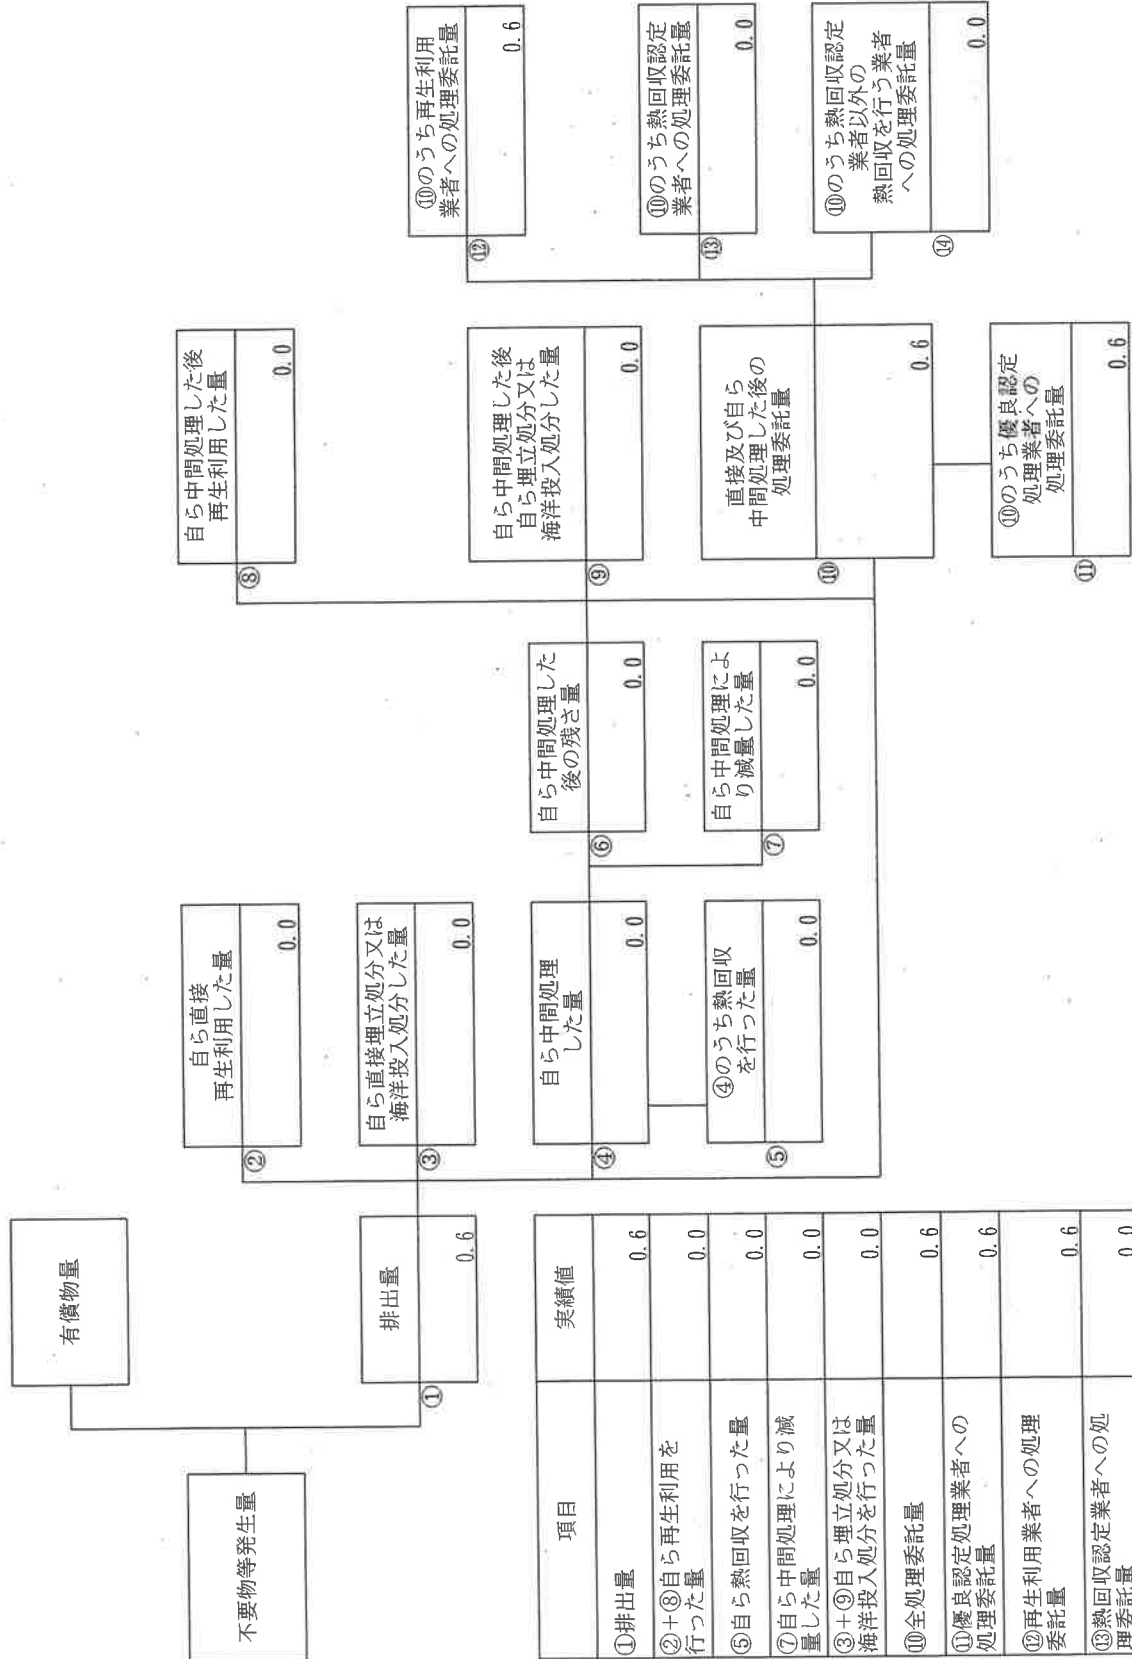 不要物等発生量
有償物量
排出量
①
0.6
自ら直接
再生利用した量
②
0.0
自ら直接埋立処分又は
海洋投入処分した量
③
0.0
自ら中間処理
した量
④
0.0
④のうち熱回収
を行った量
⑤
0.0
自ら中間処理した
後の残さ量
⑥
0.0
自ら中間処理によ
り減量した量
⑦
0.0
自ら中間処理した後
再生利用した量
⑧
0.0
自ら中間処理した後
自ら埋立処分又は
海洋投入処分した量
⑨
0.0
直接及び自ら
中間処理した後の
処理委託量
⑩
0.6
⑩のうち優良認定
処理業者への
処理委託量
⑪
0.6
⑩のうち再生利用
業者への処理委託量
⑫
0.6
⑩のうち熱回収認定
業者への処理委託量
⑬
0.0
⑩のうち熱回収認定
業者以外の
熱回収を行う業者
への処理委託量
⑭
0.0
項目 実績値
①排出量 0.6
②+⑧自ら再生利用を
行った量 0.0
⑤自ら熱回収を行った量 0.0
⑦自ら中間処理により減
量した量 0.0
③+⑨自ら埋立処分又は
海洋投入処分を行った量 0.0
⑩全処理委託量 0.6
⑪優良認定処理業者への
処理委託量 0.6
⑫再生利用業者への処理
委託量 0.6
⑬熱回収認定業者への処
理委託量 0.0